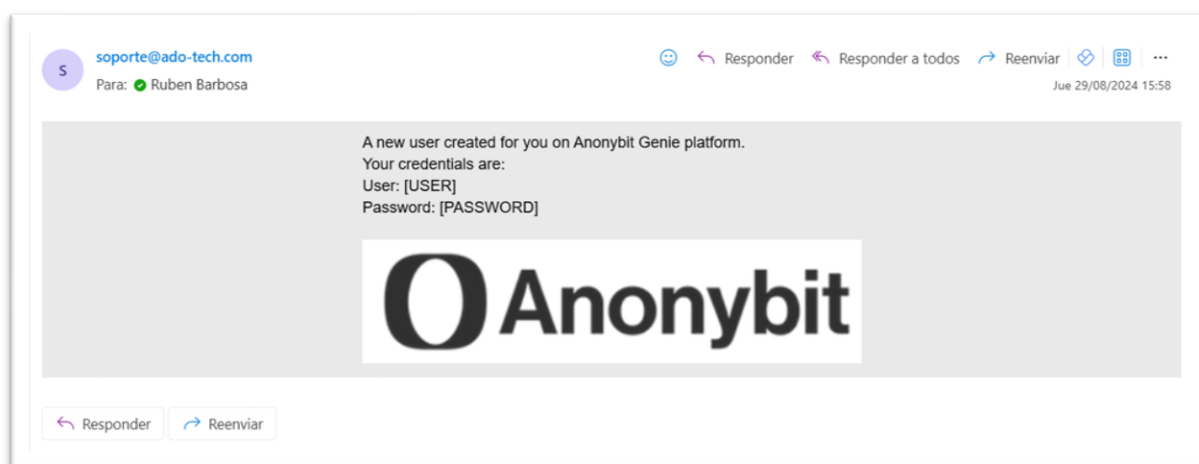 S
soporte@ado-tech.com
Para: Ruben Barbosa
Responder
Responder a todos
Reenviar
Jue 29/08/2024 15:58
A new user created for you on Anonybit Genie platform.
Your credentials are:
User: [USER]
Password: [PASSWORD]
Anonybit
Responder
Reenviar